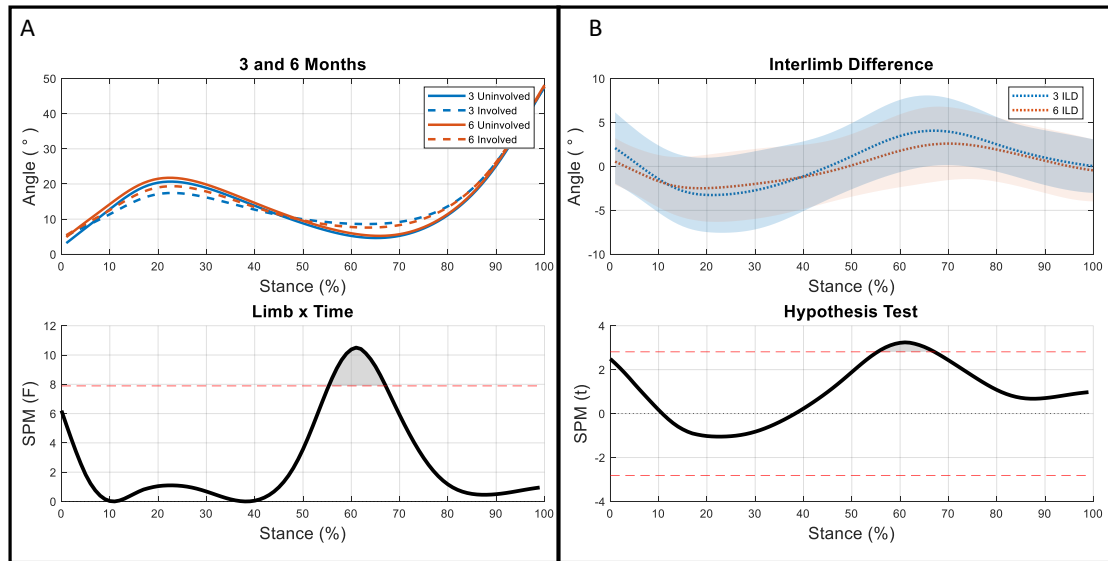 A
3 and 6 Months
50
40
30
20
10
0
Angle ( ° )
3 Uninvolved
3 Involved
6 Uninvolved
6 Involved
0 10 20 30 40 50 60 70 80 90 100
Stance (%)
Limb x Time
12
10
8
6
4
2
0
SPM (F)
0 10 20 30 40 50 60 70 80 90 100
Stance (%)
B
Interlimb Difference
10
5
0
-5
-10
Angle ( ° )
3 ILD
6 ILD
0 10 20 30 40 50 60 70 80 90 100
Stance (%)
Hypothesis Test
4
2
0
-2
-4
SPM (t)
0 10 20 30 40 50 60 70 80 90 100
Stance (%)